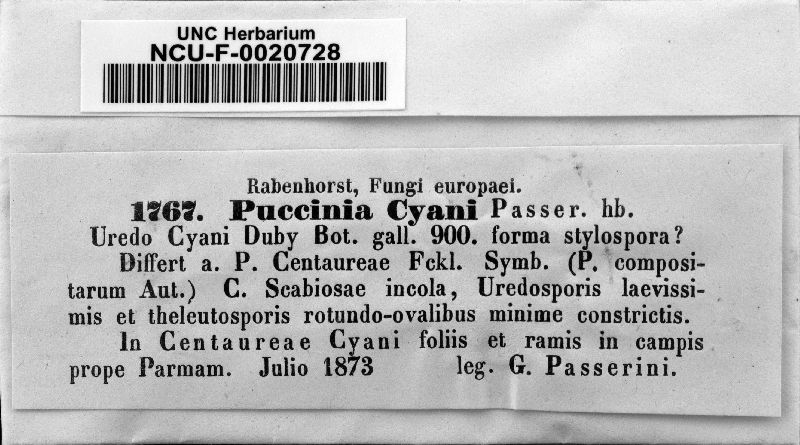 UNC Herbarium
NCU-F-0020728
Rabenhorst, Fungi europaei.
1767. Puccinia Cyani Passer. hb.
Uredo Cyani Duby Bot. gall. 900. forma stylospora?
Differt a. P. Centaureae Fckl. Symb. (P. composi-
tarum Aut.) C. Scabiosae incola, Uredosporis laevissi-
mis et theleutosporis rotundo-ovalibus minime constrictis.
In Centaureae Cyani foliis et ramis in campis
prope Parmam. Julio 1873 leg. G. Passerini.